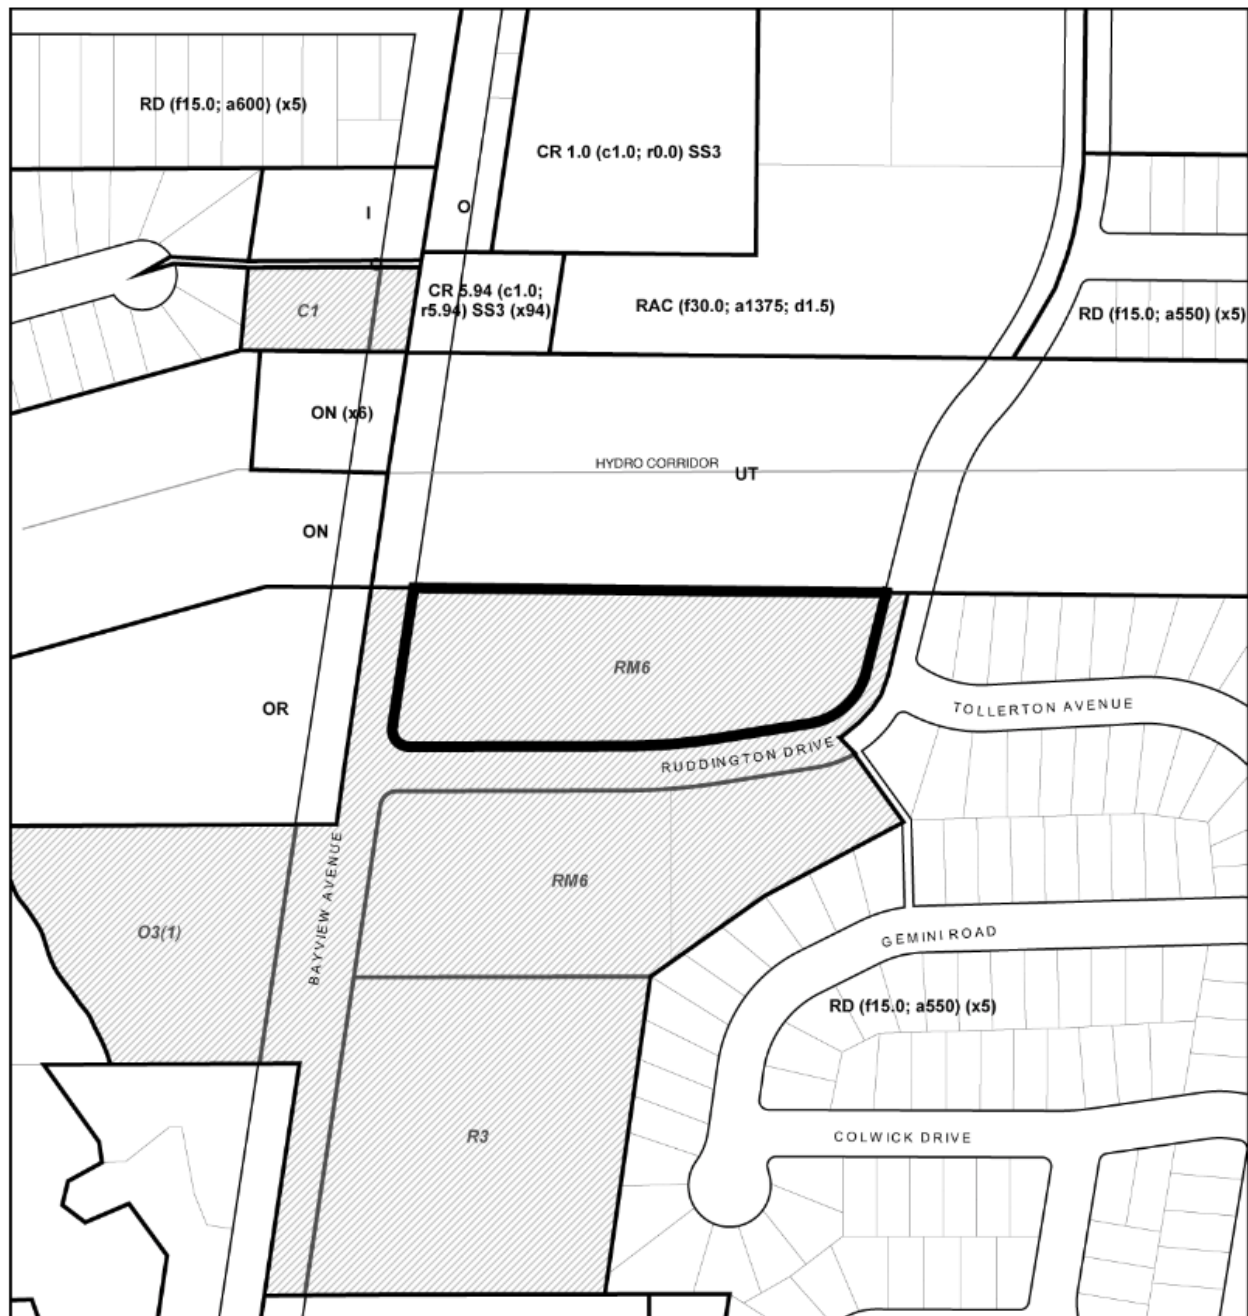 RD (f15.0; a600) (x5)
CR 1.0 (c1.0; r0.0) SS3
I
O
CR 5.94 (c1.0;
r5.94) SS3 (x94)
RAC (f30.0; a1375; d1.5)
RD (f15.0; a550) (x5)
C1
ON (x6)
HYDRO CORRIDOR
UT
ON
RM6
OR
TOLLERTON AVENUE
RUDDINGTON DRIVE
BAYVIEW AVENUE
RM6
O3(1)
GEMINI ROAD
RD (f15.0; a550) (x5)
R3
COLWICK DRIVE